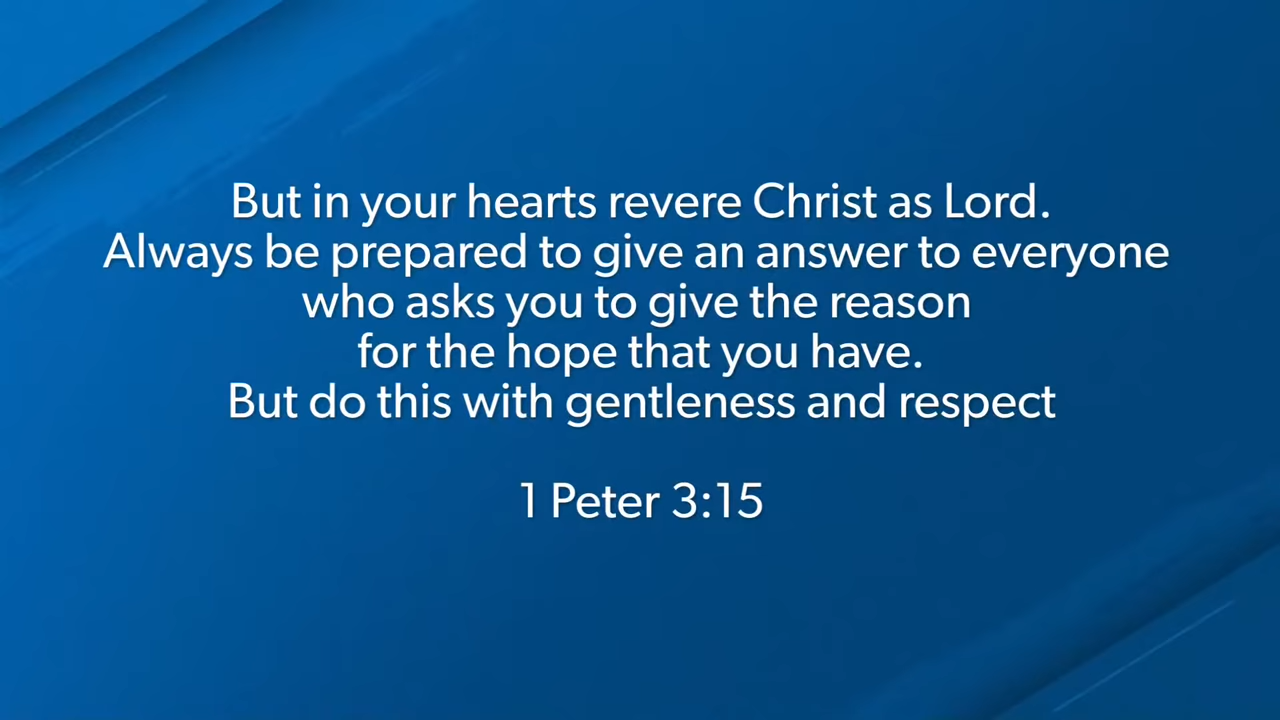 But in your hearts revere Christ as Lord.
Always be prepared to give an answer to everyone
who asks you to give the reason
for the hope that you have.
But do this with gentleness and respect
1 Peter 3:15